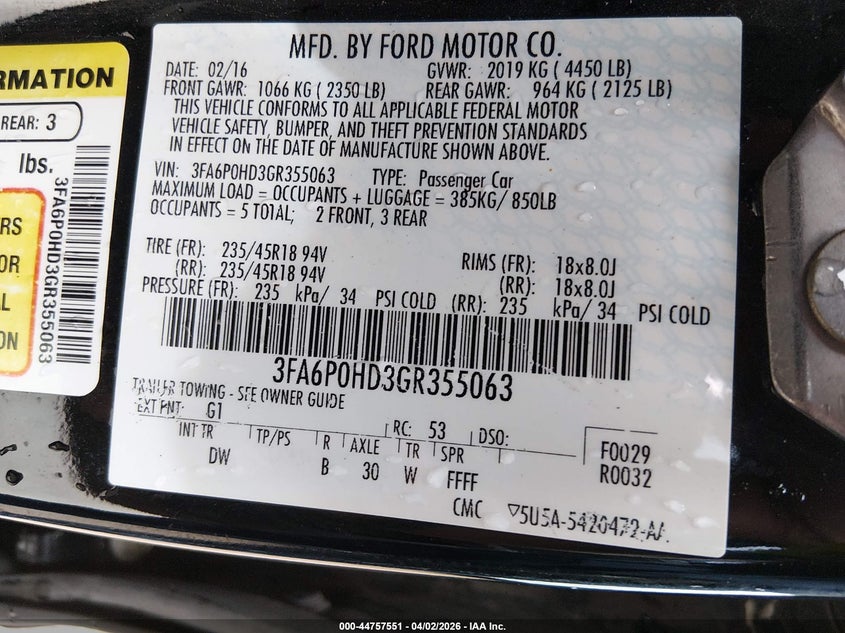 RMATION
REAR: 3
lbs.
RS
OR
AL
ON
3FA6P0HD3GR355063
MFD. BY FORD MOTOR CO.
DATE: 02/16 GVWR: 2019 KG ( 4450 LB)
FRONT GAWR: 1066 KG ( 2350 LB) REAR GAWR: 964 KG ( 2125 LB)
THIS VEHICLE CONFORMS TO ALL APPLICABLE FEDERAL MOTOR
VEHICLE SAFETY, BUMPER, AND THEFT PREVENTION STANDARDS
IN EFFECT ON THE DATE OF MANUFACTURE SHOWN ABOVE.
VIN: 3FA6P0HD3GR355063 TYPE: Passenger Car
MAXIMUM LOAD = OCCUPANTS + LUGGAGE = 385KG/ 850LB
OCCUPANTS = 5 TOTAL; 2 FRONT, 3 REAR
TIRE (FR): 235/45R18 94V RIMS (FR): 18x8.0J
(RR): 235/45R18 94V (RR): 18x8.0J
PRESSURE (FR): 235 kPa/ 34 PSI COLD (RR): 235 kPa/ 34 PSI COLD
3FA6P0HD3GR355063
TRAILER TOWING - SEE OWNER GUIDE
EXT PNT: G1 RC: 53 DSO:
INT TR TP/PS R AXLE TR SPR F0029
DW B 30 W FFFF R0032
CMC ▽5U5A-5420472-AA
000-44757551 - 04/02/2026 - IAA Inc.